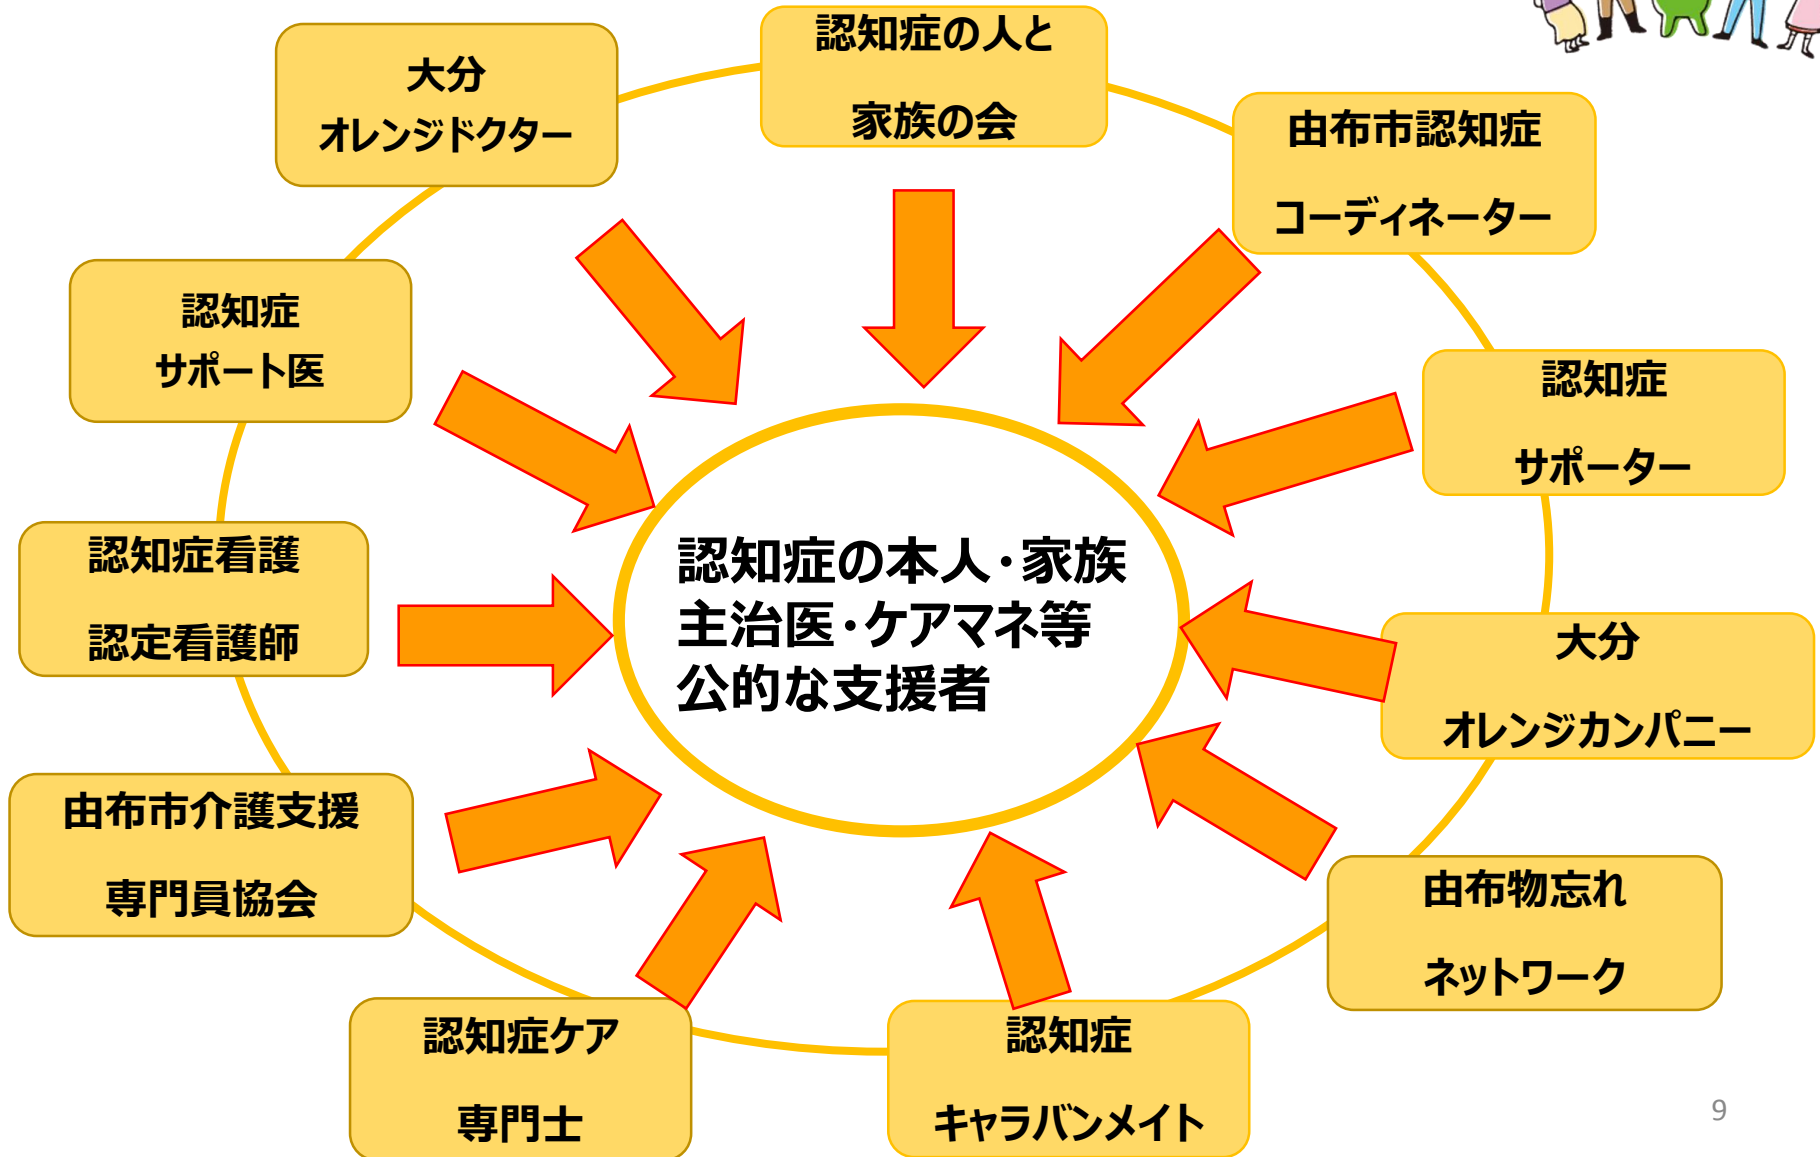 認知症の人と
家族の会
大分
オレンジドクター
由布市認知症
コーディネーター
認知症
サポート医
認知症
サポーター
認知症看護
認定看護師
認知症の本人・家族
主治医・ケアマネ等
公的な支援者
大分
オレンジカンパニー
由布市介護支援
専門員協会
由布物忘れ
ネットワーク
認知症ケア
専門士
認知症
キャラバンメイト
9